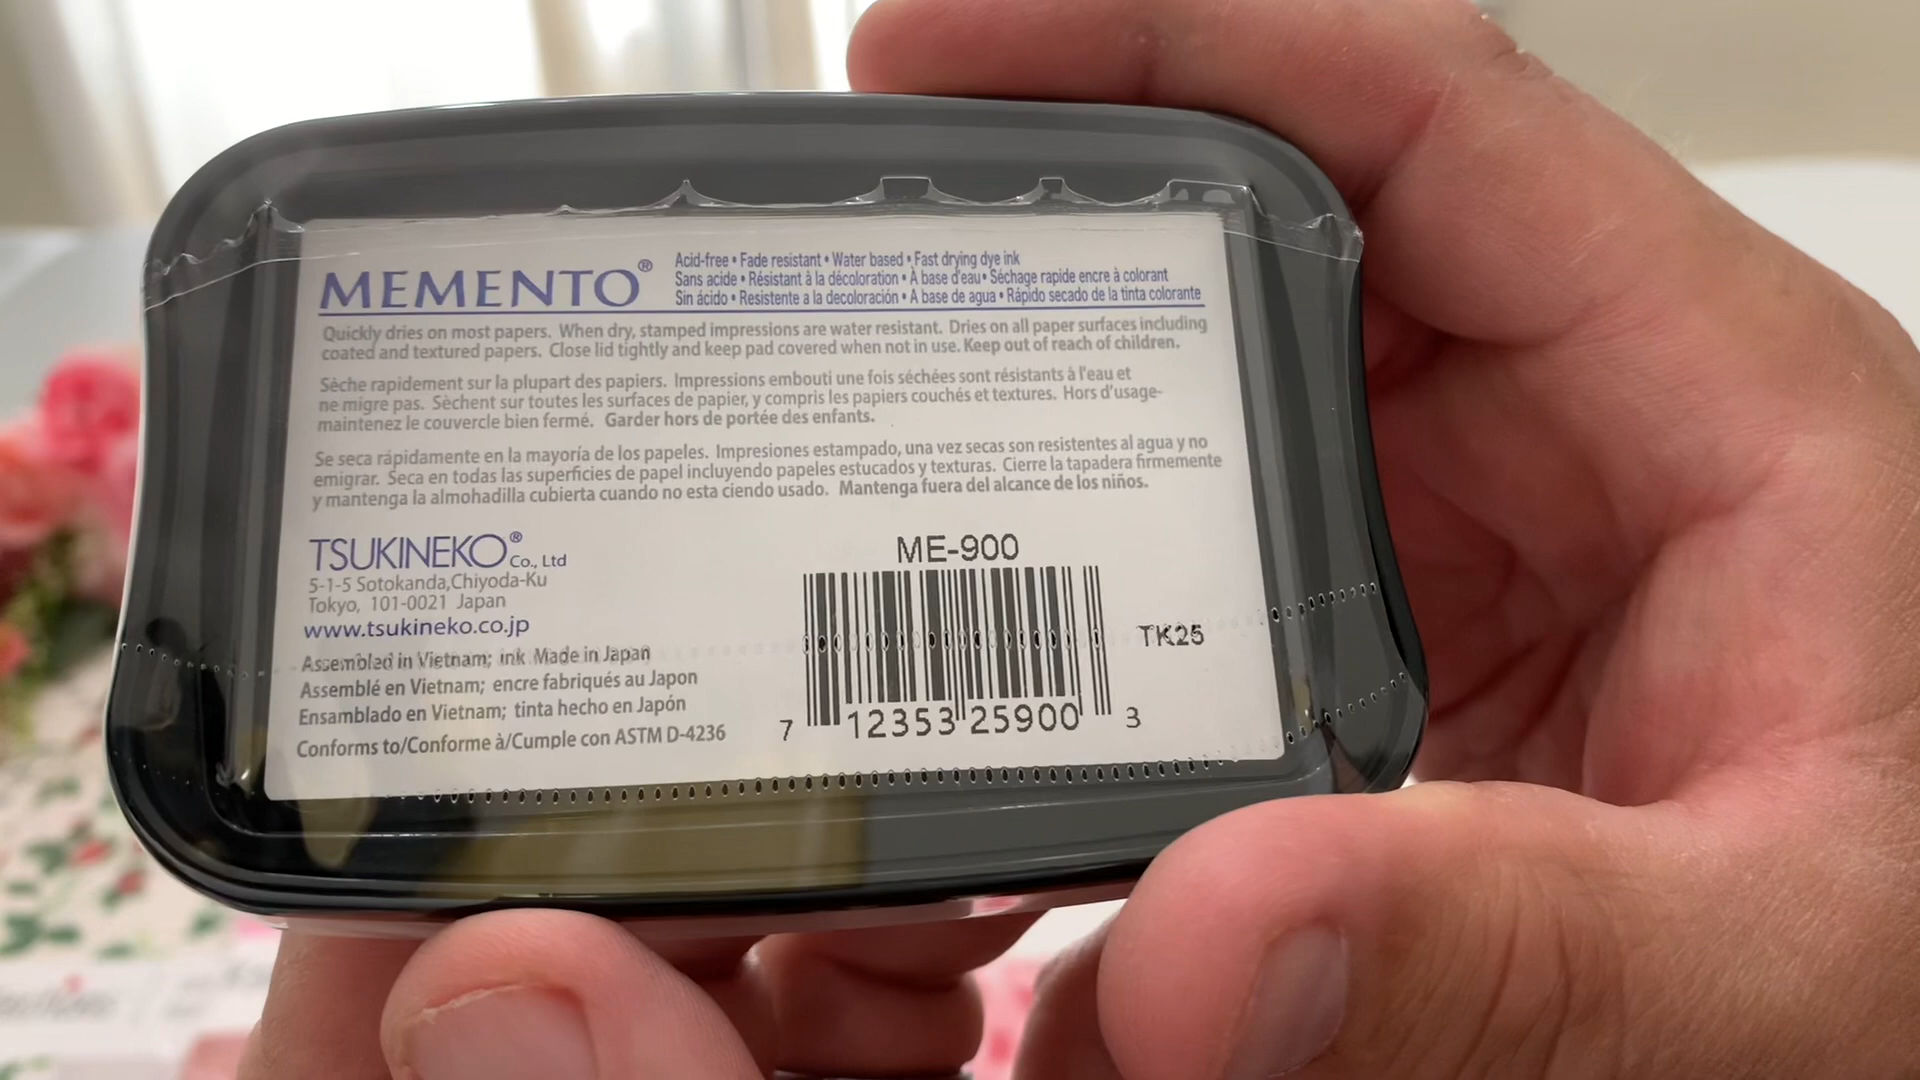 MEMENTO®
Acid-free • Fade resistant • Water based • Fast drying dye ink
Sans acide • Résistant à la décoloration • À base d'eau • Séchage rapide encre à colorant
Sin ácido • Resistente a la decoloración • A base de agua • Rápido secado de la tinta colorante
Quickly dries on most papers. When dry, stamped impressions are water resistant. Dries on all paper surfaces including
coated and textured papers. Close lid tightly and keep pad covered when not in use. Keep out of reach of children.
Sèche rapidement sur la plupart des papiers. Impressions embouti une fois séchées sont résistants à l'eau et
ne migre pas. Sèchent sur toutes les surfaces de papier, y compris les papiers couchés et textures. Hors d'usage-
maintenez le couvercle bien fermé. Garder hors de portée des enfants.
Se seca rápidamente en la mayoría de los papeles. Impresiones estampado, una vez secas son resistentes al agua y no
emigrar. Seca en todas las superficies de papel incluyendo papeles estucados y texturas. Cierre la tapadera firmemente
y mantenga la almohadilla cubierta cuando no esta ciendo usado. Mantenga fuera del alcance de los niños.
TSUKINEKO® Co., Ltd
5-1-5 Sotokanda,Chiyoda-Ku
Tokyo, 101-0021 Japan
www.tsukineko.co.jp
Assembled in Vietnam; ink Made in Japan
Assemblé en Vietnam; encre fabriqués au Japon
Ensamblado en Vietnam; tinta hecho en Japón
Conforms to/Conforme à/Cumple con ASTM D-4236
ME-900
7 12353 25900 3
TK25